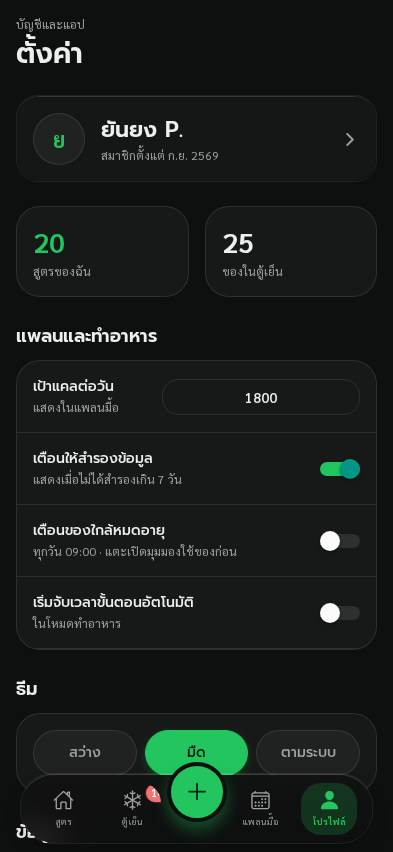 บัญชีและแอป
ตั้งค่า
ย
ยันยง P.
สมาชิกตั้งแต่ ก.ย. 2569
20
สูตรของฉัน
25
ของในตู้เย็น
แพลนและทำอาหาร
เป้าแคลต่อวัน
แสดงในแพลนมื้อ
1800
เตือนให้สำรองข้อมูล
แสดงเมื่อไม่ได้สำรองเกิน 7 วัน
เตือนของใกล้หมดอายุ
ทุกวัน 09:00 · แตะเปิดมุมมองใช้ของก่อน
เริ่มจับเวลาขั้นตอนอัตโนมัติ
ในโหมดทำอาหาร
ธีม
สว่าง
มืด
ตามระบบ
สูตร
ตู้เย็น
แพลนมื้อ
โปรไฟล์